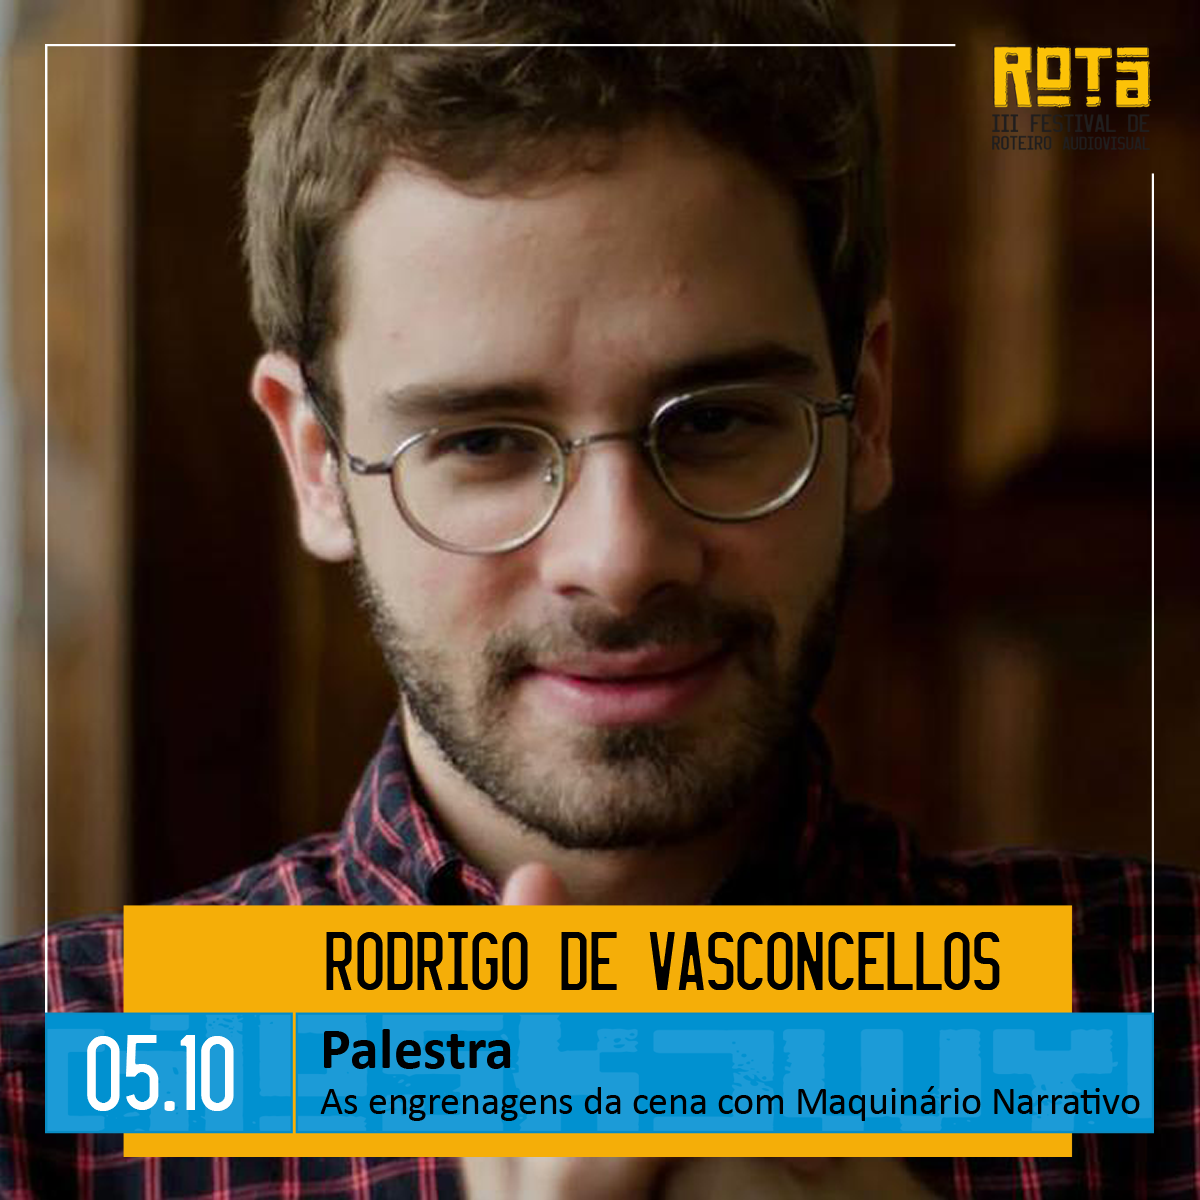 ROTA
III FESTIVAL DE
ROTEIRO AUDIOVISUAL
RODRIGO DE VASCONCELLOS
05.10
Palestra
As engrenagens da cena com Maquinário Narrativo